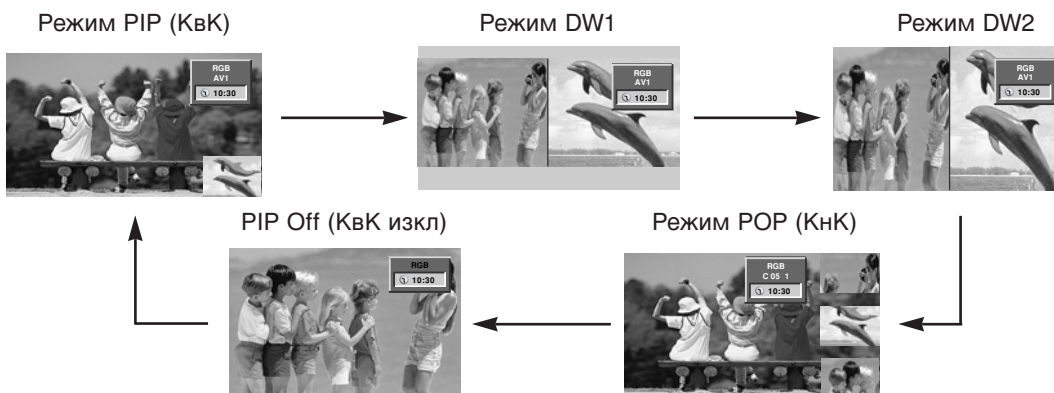 Режим PIP (КвК)
Режим DW1
Режим DW2
RGB
AV1
10:30
RGB
AV1
10:30
RGB
AV1
10:30
PIP Off (КвК изкл)
Режим POP (КнК)
RGB
10:30
RGB
C 05 1
10:30